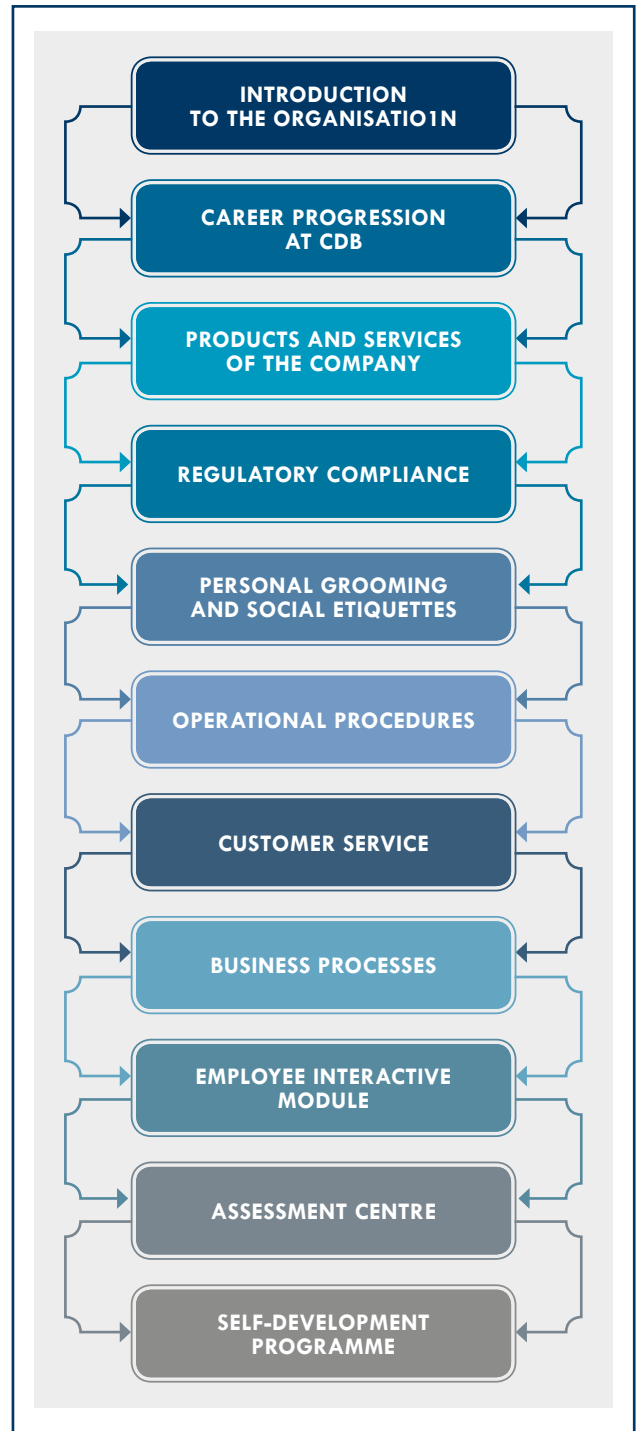 INTRODUCTION
TO THE ORGANISATIO1N
CAREER PROGRESSION
AT CDB
PRODUCTS AND SERVICES
OF THE COMPANY
REGULATORY COMPLIANCE
PERSONAL GROOMING
AND SOCIAL ETIQUETTES
OPERATIONAL PROCEDURES
CUSTOMER SERVICE
BUSINESS PROCESSES
EMPLOYEE INTERACTIVE
MODULE
ASSESSMENT CENTRE
SELF-DEVELOPMENT
PROGRAMME